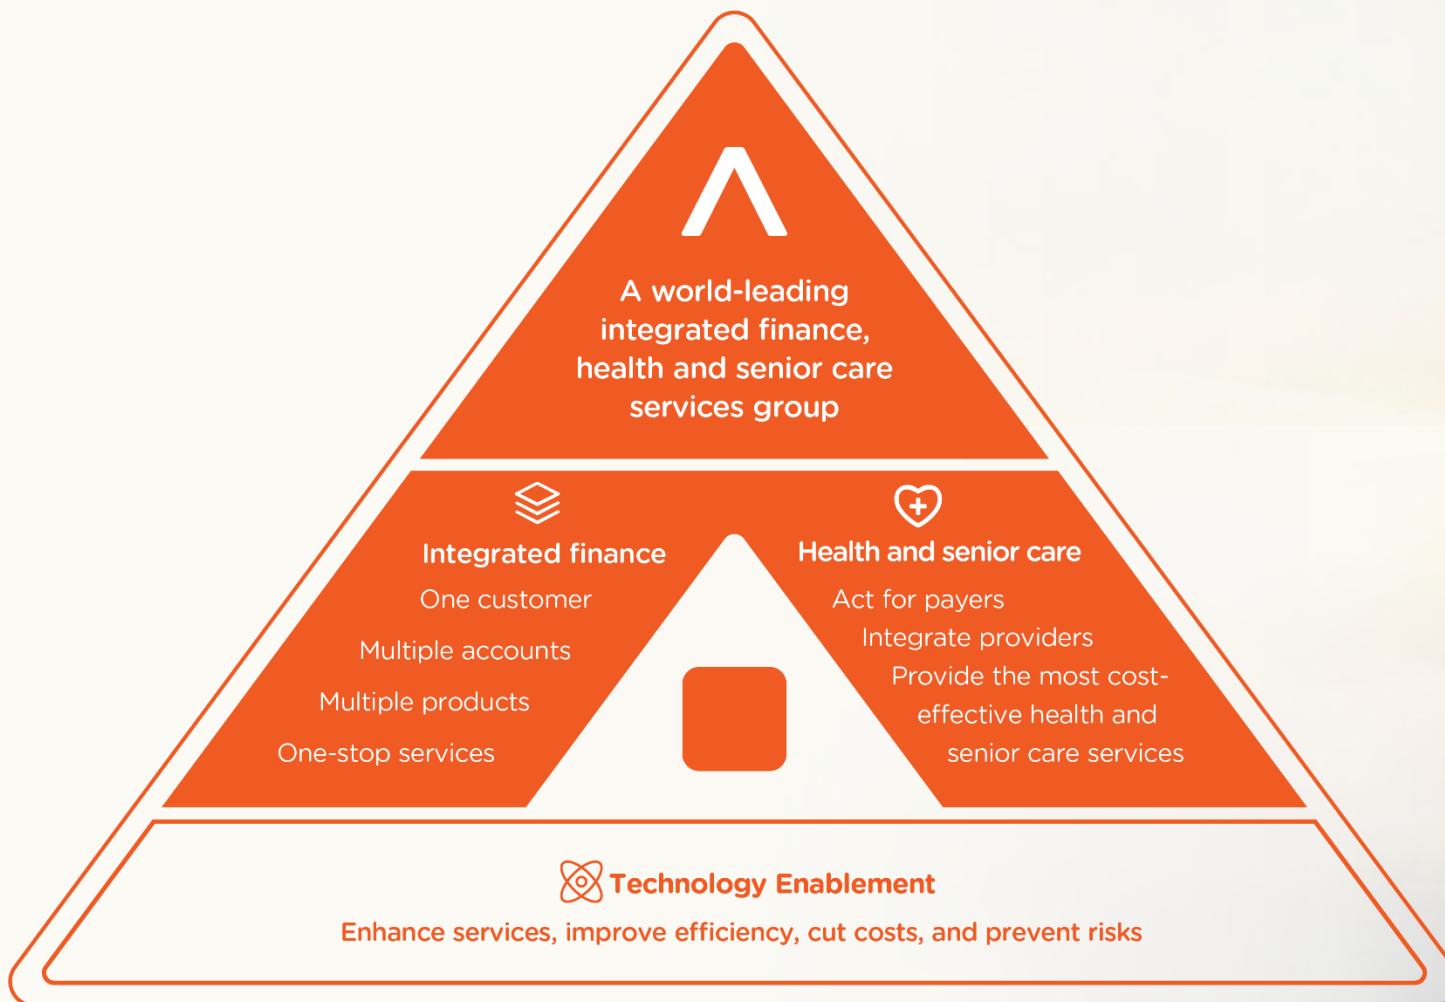 A world-leading
integrated finance,
health and senior care
services group
Integrated finance
One customer
Multiple accounts
Multiple products
One-stop services
Health and senior care
Act for payers
Integrate providers
Provide the most cost-
effective health and
senior care services
Technology Enablement
Enhance services, improve efficiency, cut costs, and prevent risks